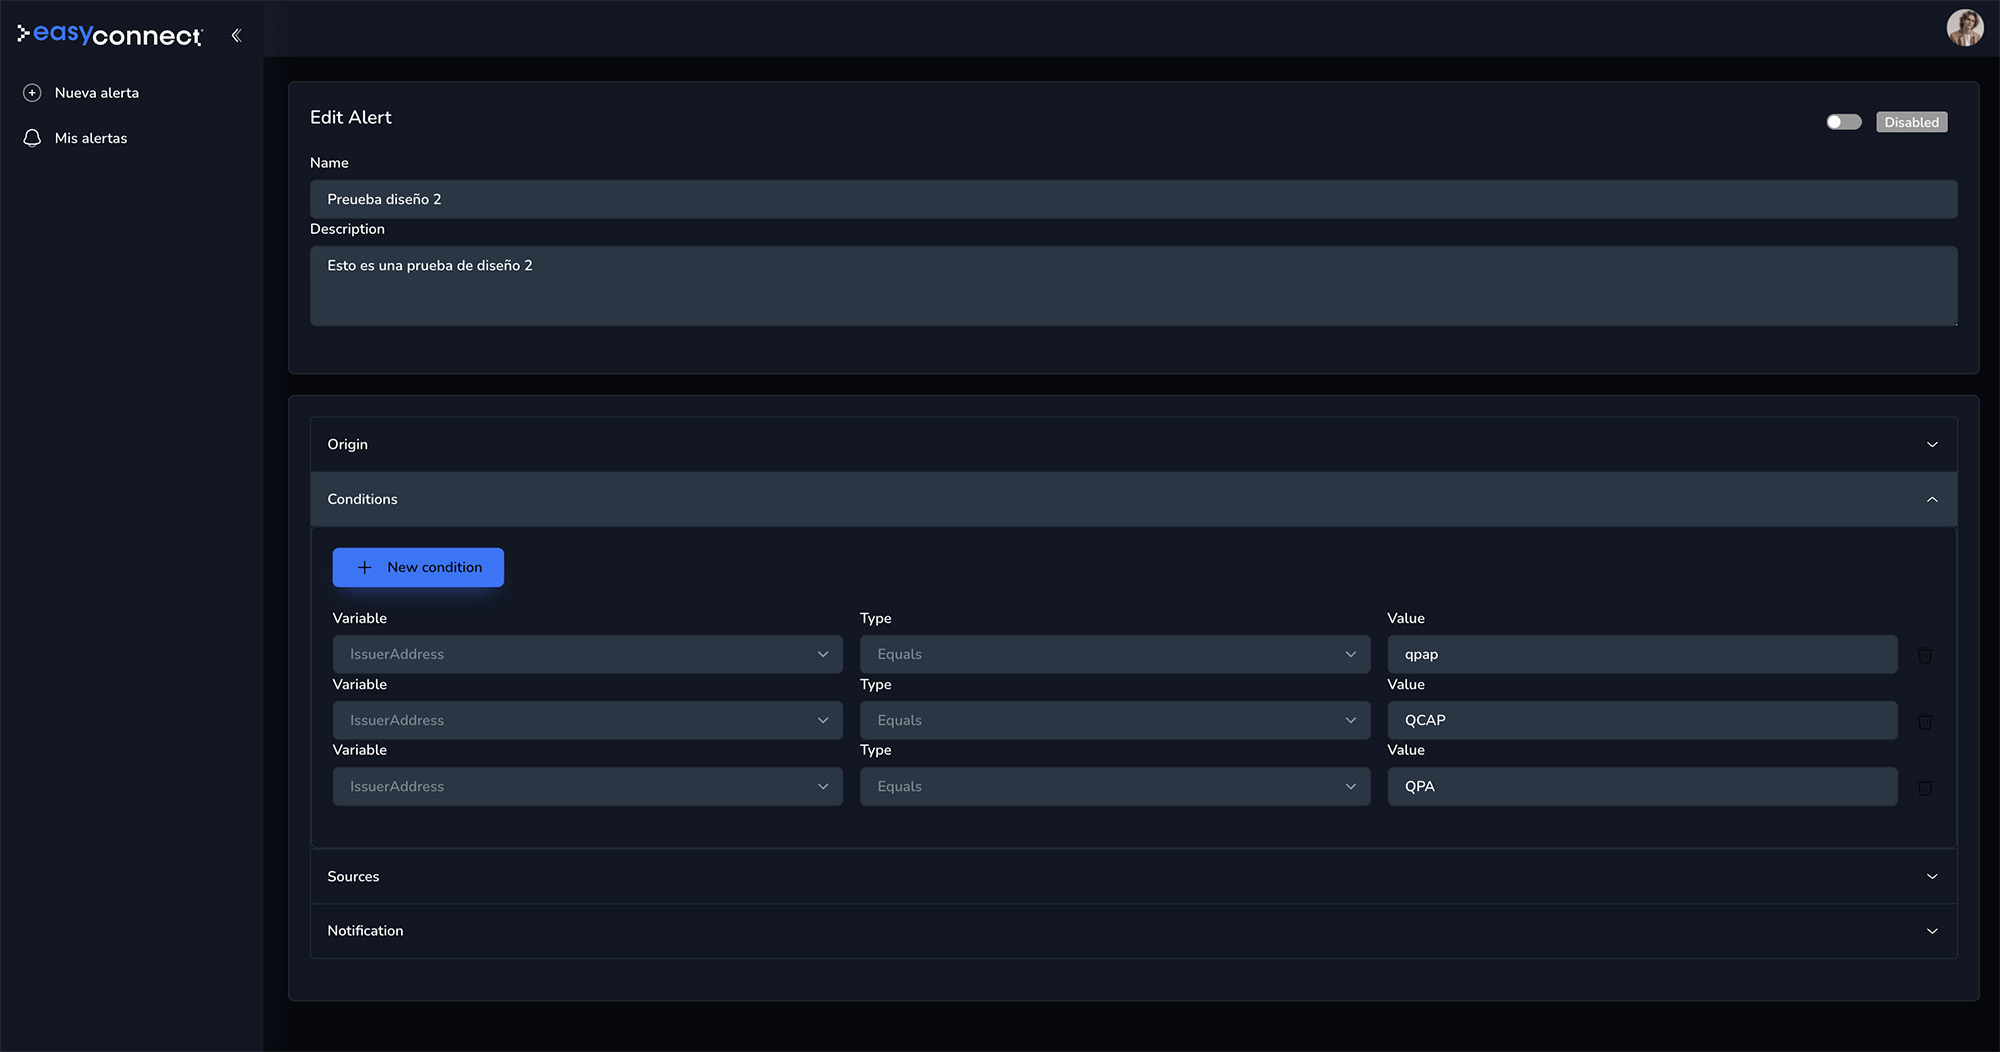 easyconnect
Nueva alerta
Mis alertas
Edit Alert
Disabled
Name
Preueba diseño 2
Description
Esto es una prueba de diseño 2
Origin
Conditions
New condition
Variable Type Value
IssuerAddress Equals qpap
Variable Type Value
IssuerAddress Equals QCAP
Variable Type Value
IssuerAddress Equals QPA
Sources
Notification